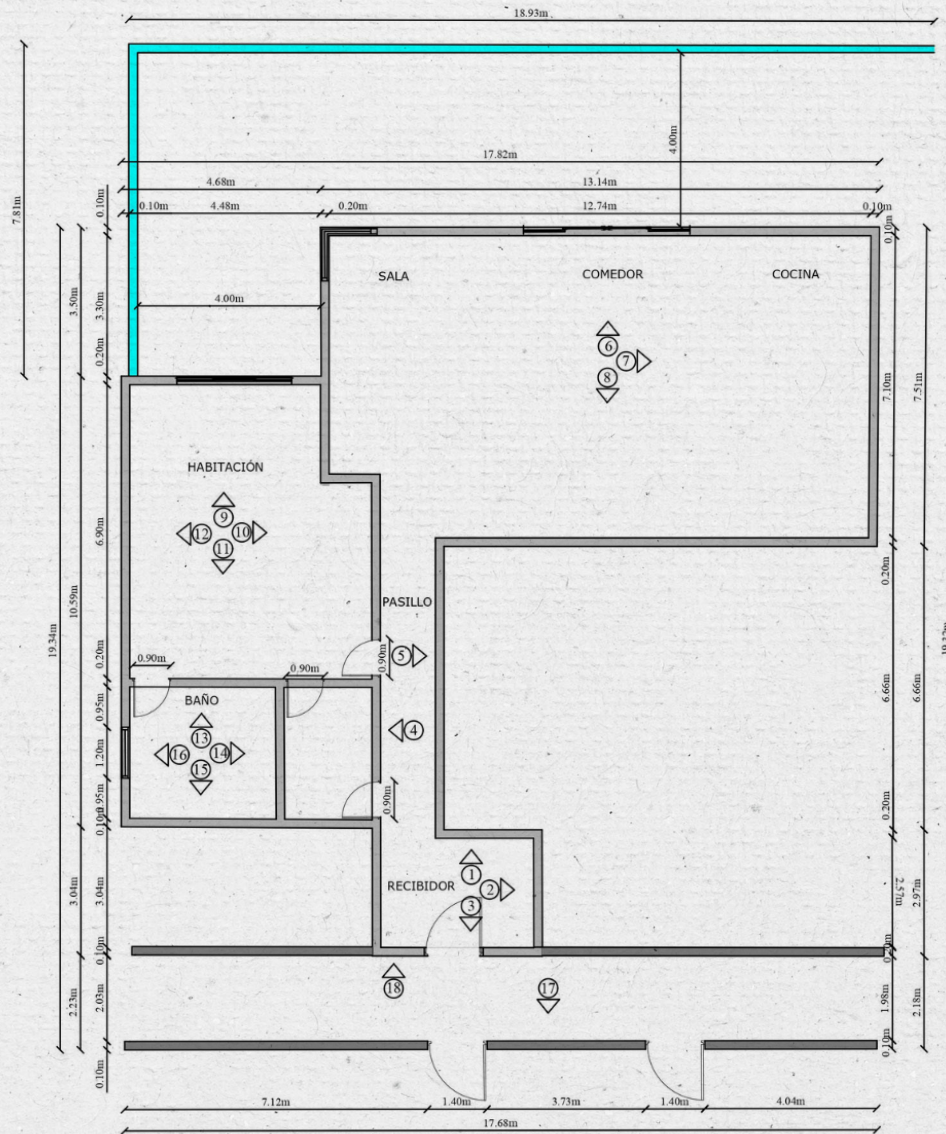 18.93m
4.00m
17.82m
4.68m
13.14m
0.10m
4.48m
0.20m
12.74m
0.10m
7.81m
0.10m
0.10m
SALA
COMEDOR
COCINA
4.00m
3.50m
3.30m
0.20m
6
7
8
7.10m
7.51m
HABITACIÓN
9
12
10
11
6.90m
10.59m
19.34m
0.20m
PASILLO
0.20m
0.90m
0.90m
0.90m
5
BAÑO
13
16
14
15
4
0.95m
1.20m
0.95m
0.10m
0.90m
6.66m
6.66m
0.20m
RECIBIDOR
1
2
3
3.04m
3.04m
2.57m
2.97m
0.10m
18
17
2.23m
2.03m
1.98m
2.18m
0.10m
0.10m
7.12m
1.40m
3.73m
1.40m
4.04m
17.68m